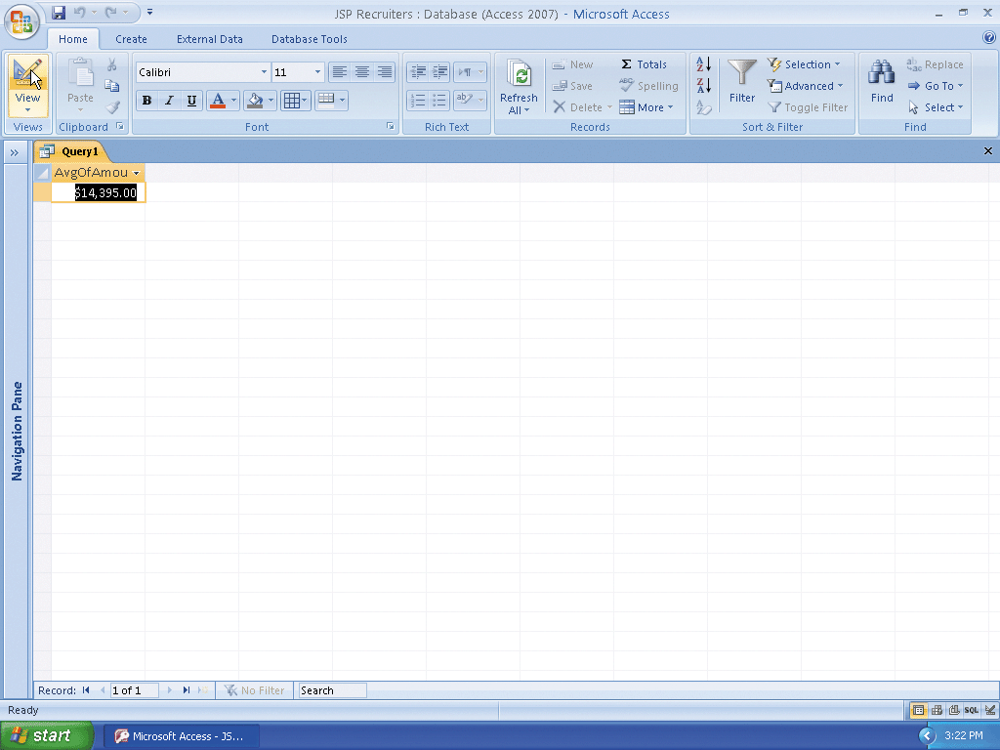 JSP Recruiters : Database (Access 2007) - Microsoft Access
Home Create External Data Database Tools
View
Views
Paste
Clipboard
Calibri 11
B I U A
Font
Rich Text
Refresh
All
New
Save
Delete
Σ Totals
Spelling
More
Records
Filter
Selection
Advanced
Toggle Filter
Sort & Filter
Find
Replace
Go To
Select
Find
Query1
AvgOfAmou
$14,395.00
Navigation Pane
Record: 1 of 1 No Filter Search
Ready
SQL
start Microsoft Access - JS... 3:22 PM